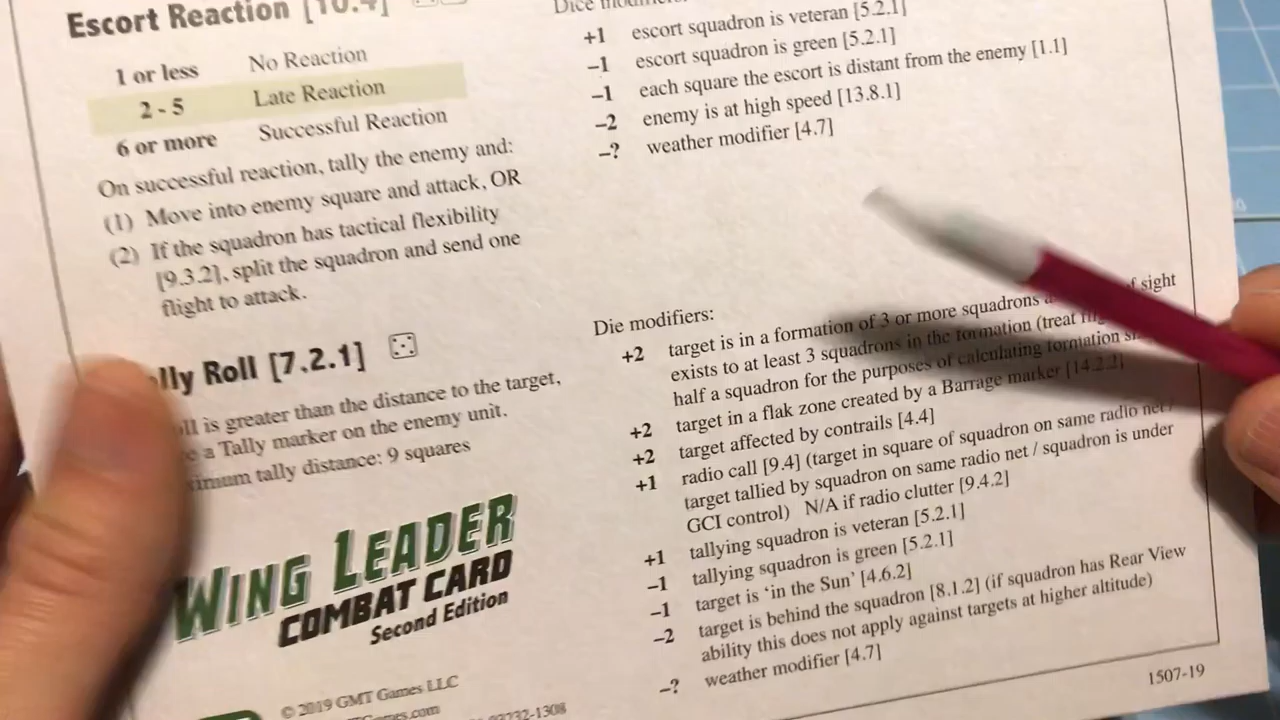 Escort Reaction [10.4]
1 or less No Reaction
2 - 5 Late Reaction
6 or more Successful Reaction
On successful reaction, tally the enemy and:
(1) Move into enemy square and attack, OR
(2) If the squadron has tactical flexibility
[9.3.2], split the squadron and send one
flight to attack.
lly Roll [7.2.1]
is greater than the distance to the target,
a Tally marker on the enemy unit.
tally distance: 9 squares
WING LEADER
COMBAT CARD
Second Edition
© 2019 GMT Games LLC
Dice
+1 escort squadron is veteran [5.2.1]
–1 escort squadron is green [5.2.1]
–1 each square the escort is distant from the enemy [1.1]
–2 enemy is at high speed [13.8.1]
–? weather modifier [4.7]
Die modifiers:
+2 target is in a formation of 3 or more squadrons of sight
exists to at least 3 squadrons in the formation (treat
half a squadron for the purposes of calculating formation
+2 target in a flak zone created by a Barrage marker [14.2.2]
+2 target affected by contrails [4.4]
+1 radio call [9.4] (target in square of squadron on same radio net /
target tallied by squadron on same radio net / squadron is under
GCI control) N/A if radio clutter [9.4.2]
+1 tallying squadron is veteran [5.2.1]
–1 tallying squadron is green [5.2.1]
–1 target is ‘in the Sun’ [4.6.2]
–2 target is behind the squadron [8.1.2] (if squadron has Rear View
ability this does not apply against targets at higher altitude)
–? weather modifier [4.7]
1507-19